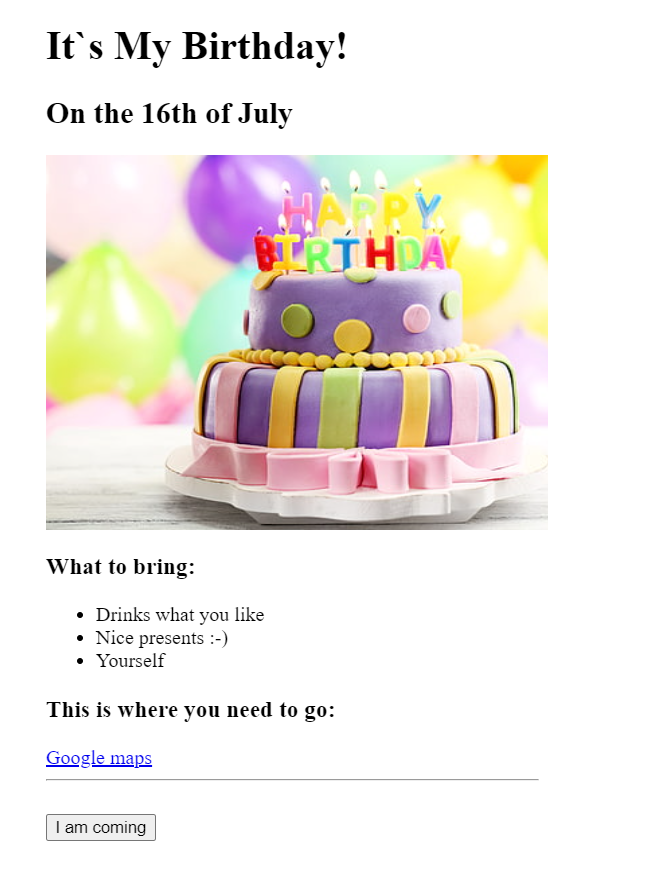 It`s My Birthday!
On the 16th of July
HAPPY
BIRTHDAY
What to bring:
Drinks what you like
Nice presents :-)
Yourself
This is where you need to go:
Google maps
I am coming